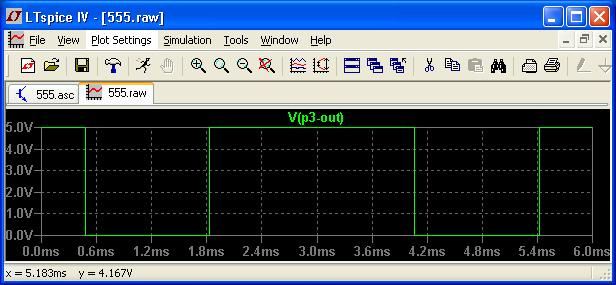 LTspice IV - [555.raw]
File View Plot Settings Simulation Tools Window Help
555.asc 555.raw
V(p3-out)
5.0V
4.0V
3.0V
2.0V
1.0V
0.0V
0.0ms 0.6ms 1.2ms 1.8ms 2.4ms 3.0ms 3.6ms 4.2ms 4.8ms 5.4ms 6.0ms
x = 5.183ms y = 4.167V